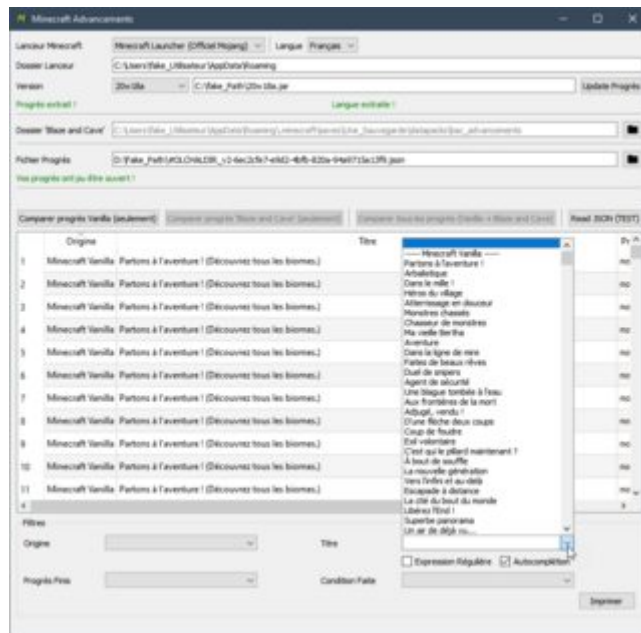 Minecraft Advancements
Lanceur Minecraft Minecraft Launcher (Officiel Mojang) Langue Français
Dossier Lanceur C:\Users\fake_Utilisateur\AppData\Roaming
Version 20w18a C:\fake_Path\20w18a.jar Update Progrès
Progrès extrait ! Langue extraite !
Dossier 'Blaze and Cave'
Fichier Progrès
Vos progrès ont pu être ouvert !
Comparer progrès Vanilla (seulement) Comparer progrès 'Blaze and Cave' (seulement) Comparer tous les progrès (Vanilla + Blaze and Cave) Read JSON (TEST)
Origine Titre
1 Minecraft Vanilla Partons à l'aventure ! (Découvrez tous les biomes.)
2 Minecraft Vanilla Partons à l'aventure ! (Découvrez tous les biomes.)
3 Minecraft Vanilla Partons à l'aventure ! (Découvrez tous les biomes.)
4 Minecraft Vanilla Partons à l'aventure ! (Découvrez tous les biomes.)
5 Minecraft Vanilla Partons à l'aventure ! (Découvrez tous les biomes.)
6 Minecraft Vanilla Partons à l'aventure ! (Découvrez tous les biomes.)
7 Minecraft Vanilla Partons à l'aventure ! (Découvrez tous les biomes.)
8 Minecraft Vanilla Partons à l'aventure ! (Découvrez tous les biomes.)
9 Minecraft Vanilla Partons à l'aventure ! (Découvrez tous les biomes.)
10 Minecraft Vanilla Partons à l'aventure ! (Découvrez tous les biomes.)
11 Minecraft Vanilla Partons à l'aventure ! (Découvrez tous les biomes.)
---- Minecraft Vanilla ----
Partons à l'aventure !
Arbalistique
Dans le mille !
Héros du village
Atterrissage en douceur
Monstres chassés
Chasseur de monstres
Ma vieille Bertha
Aventure
Dans la ligne de mire
Faites de beaux rêves
Duel de snipers
Agent de sécurité
Une blague tombée à l'eau
Aux frontières de la mort
Adjugé, vendu !
D'une flèche deux coups
Coup de foudre
Exil volontaire
C'est qui le pillard maintenant ?
À bout de souffle
La nouvelle génération
Vers l'infini et au-delà
Escapade à distance
La cité du bout du monde
Libérez l'End !
Superbe panorama
Un air de déjà vu...
Filtres
Origine Titre
Expression Régulière Autocomplétion
Progrès Finis Condition Faite
Imprimer